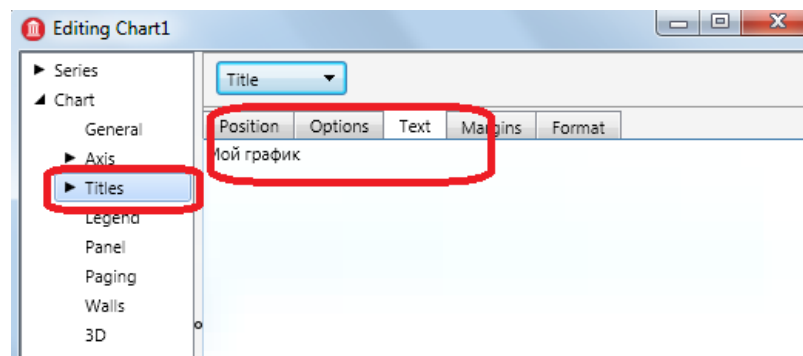 Editing Chart1
Series
Chart
General
Axis
Titles
Legend
Panel
Paging
Walls
3D
Title
Position Options Text Margins Format
Мой график